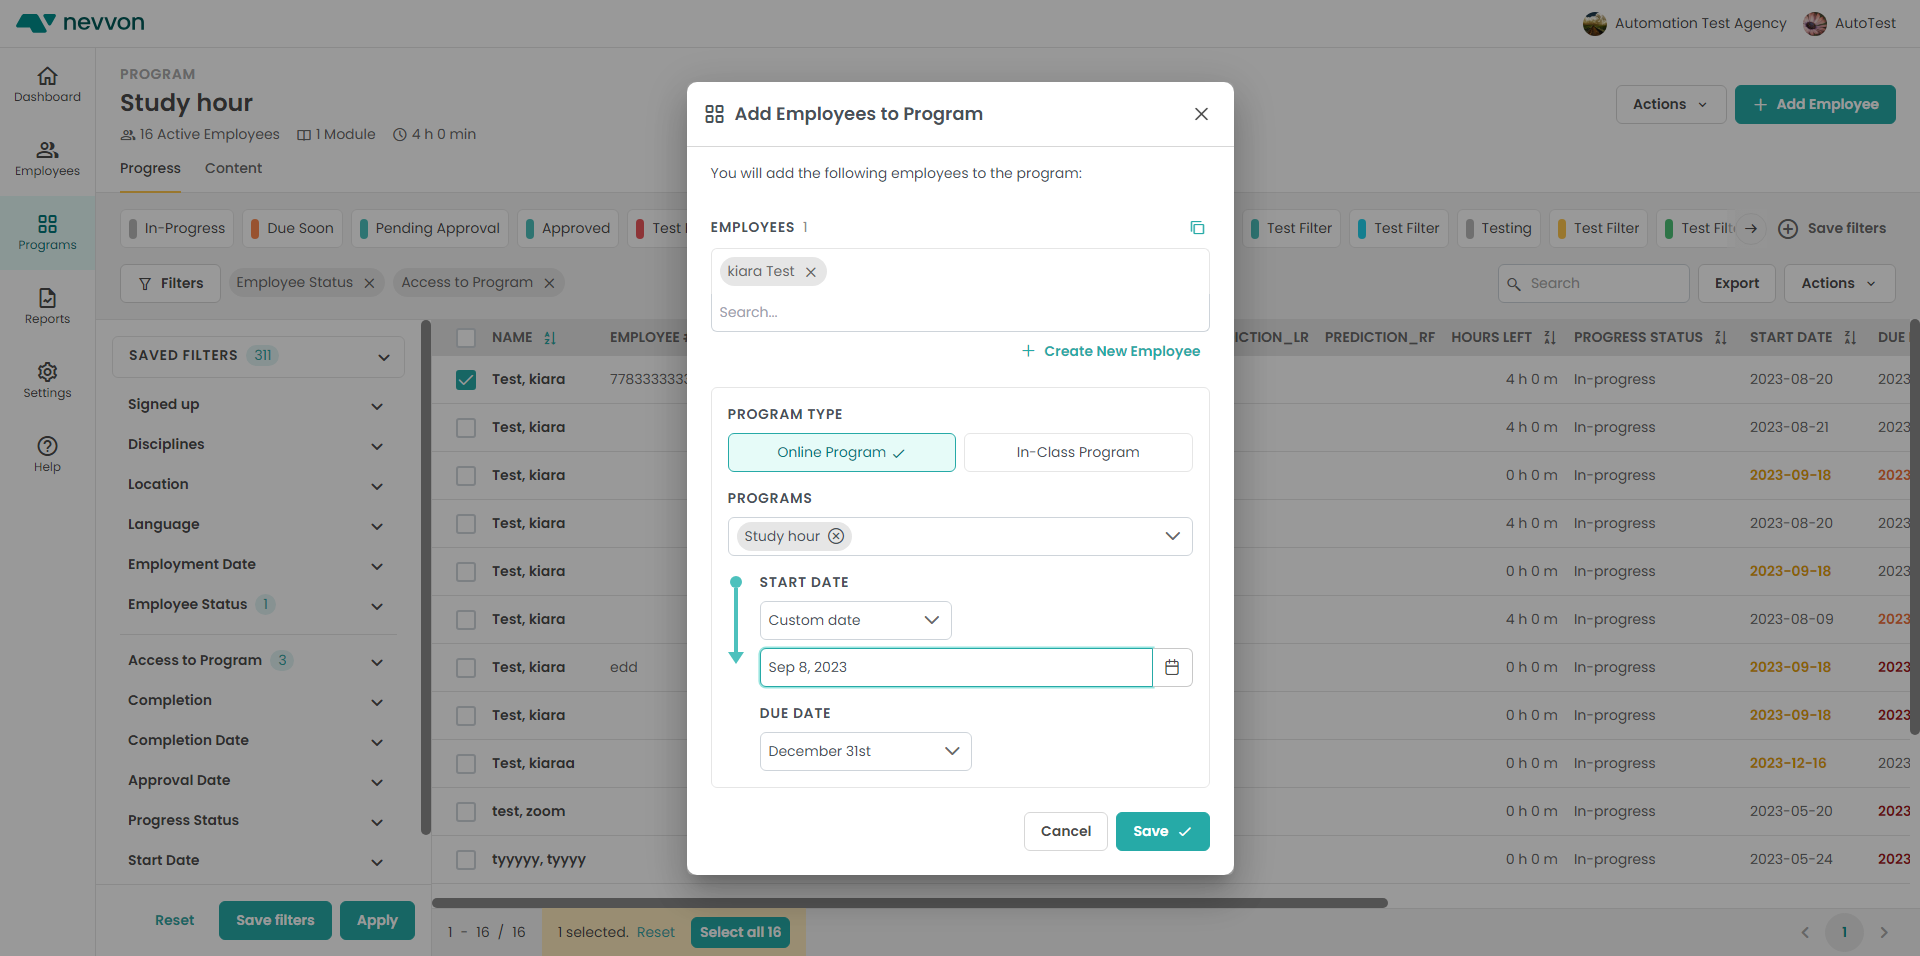 nevvon
Automation Test Agency
AutoTest
Dashboard
Employees
Programs
Reports
Settings
Help
PROGRAM
Study hour
16 Active Employees 1 Module 4 h 0 min
Progress Content
Actions
Add Employee
In-Progress Due Soon Pending Approval Approved Test
Test Filter Test Filter Testing Test Filter Test Save filters
Filters Employee Status Access to Program
Search Export Actions
SAVED FILTERS 311
Signed up
Disciplines
Location
Language
Employment Date
Employee Status 1
Access to Program 3
Completion
Completion Date
Approval Date
Progress Status
Start Date
Reset Save filters Apply
NAME EMPLOYEE
PREDICTION_RF HOURS LEFT PROGRESS STATUS START DATE DUE
Test, kiara 7783333333 4 h 0 m In-progress 2023-08-20 2023
Test, kiara 4 h 0 m In-progress 2023-08-21 2023
Test, kiara 0 h 0 m In-progress 2023-09-18 2023
Test, kiara 4 h 0 m In-progress 2023-08-20 2023
Test, kiara 0 h 0 m In-progress 2023-09-18 2023
Test, kiara 4 h 0 m In-progress 2023-08-09 2023
Test, kiara edd 0 h 0 m In-progress 2023-09-18 2023
Test, kiara 0 h 0 m In-progress 2023-09-18 2023
Test, kiaraa 0 h 0 m In-progress 2023-12-16 2023
test, zoom 0 h 0 m In-progress 2023-05-20 2023
tyyyyy, tyyyy 0 h 0 m In-progress 2023-05-24 2023
1 - 16 / 16 1 selected. Reset Select all 16
1
Add Employees to Program
You will add the following employees to the program:
EMPLOYEES 1
kiara Test
Search...
Create New Employee
PROGRAM TYPE
Online Program In-Class Program
PROGRAMS
Study hour
START DATE
Custom date
Sep 8, 2023
DUE DATE
December 31st
Cancel Save